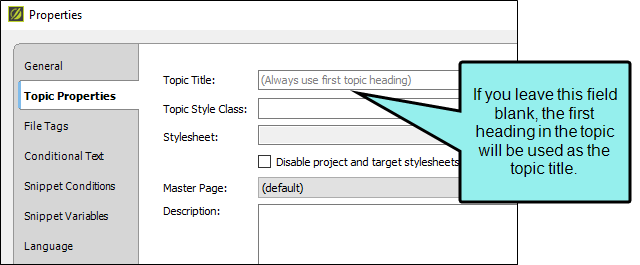 Properties
General
Topic Properties
File Tags
Conditional Text
Snippet Conditions
Snippet Variables
Language
Topic Title: (Always use first topic heading)
Topic Style Class:
Stylesheet:
Disable project and target stylesheets
Master Page: (default)
Description:
If you leave this field
blank, the first
heading in the topic
will be used as the
topic title.